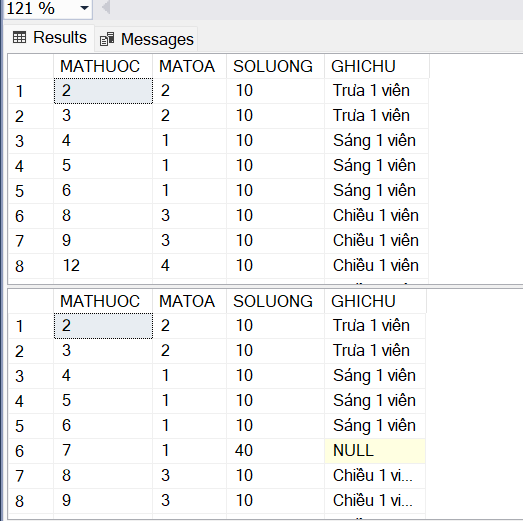 121 %
Results Messages
MATHUOC MATOA SOLUONG GHICHU
1 2 2 10 Trưa 1 viên
2 3 2 10 Trưa 1 viên
3 4 1 10 Sáng 1 viên
4 5 1 10 Sáng 1 viên
5 6 1 10 Sáng 1 viên
6 8 3 10 Chiều 1 viên
7 9 3 10 Chiều 1 viên
8 12 4 10 Chiều 1 viên
MATHUOC MATOA SOLUONG GHICHU
1 2 2 10 Trưa 1 viên
2 3 2 10 Trưa 1 viên
3 4 1 10 Sáng 1 viên
4 5 1 10 Sáng 1 viên
5 6 1 10 Sáng 1 viên
6 7 1 40 NULL
7 8 3 10 Chiều 1 vi...
8 9 3 10 Chiều 1 vi...